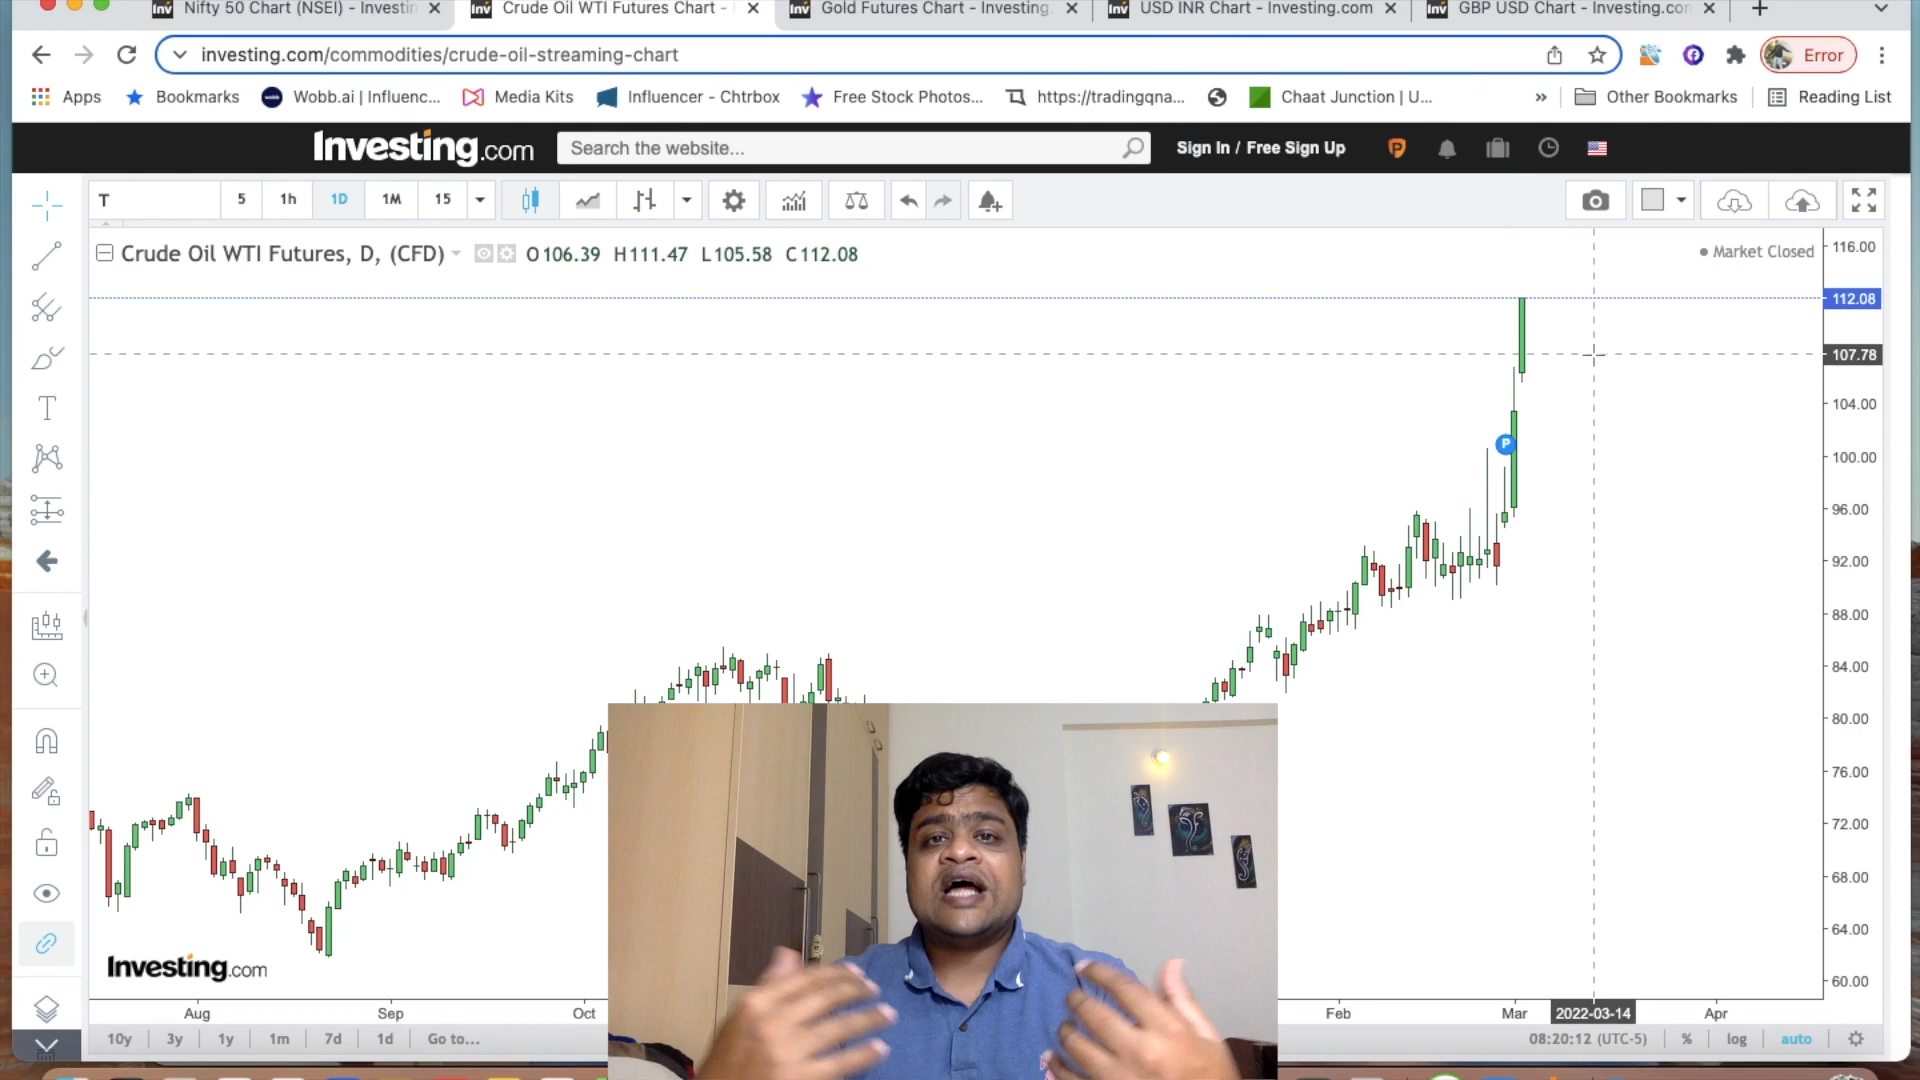 Nifty 50 Chart (NSEI) - Investin
Crude Oil WTI Futures Chart -
Gold Futures Chart - Investing.
USD INR Chart - Investing.com
GBP USD Chart - Investing.com
investing.com/commodities/crude-oil-streaming-chart
Error
Apps Bookmarks Wobb.ai | Influenc... Media Kits Influencer - Chtrbox Free Stock Photos... https://tradingqna... Chaat Junction | U... » Other Bookmarks Reading List
Investing.com Search the website... Sign In / Free Sign Up
T 5 1h 1D 1M 15
Crude Oil WTI Futures, D, (CFD) O106.39 H111.47 L105.58 C112.08
Market Closed
116.00
112.08
107.78
104.00
P
100.00
96.00
92.00
88.00
84.00
80.00
76.00
72.00
68.00
64.00
60.00
T
Investing.com
Aug Sep Oct Feb Mar 2022-03-14 Apr
10y 3y 1y 1m 7d 1d Go to... 08:20:12 (UTC-5) % log auto